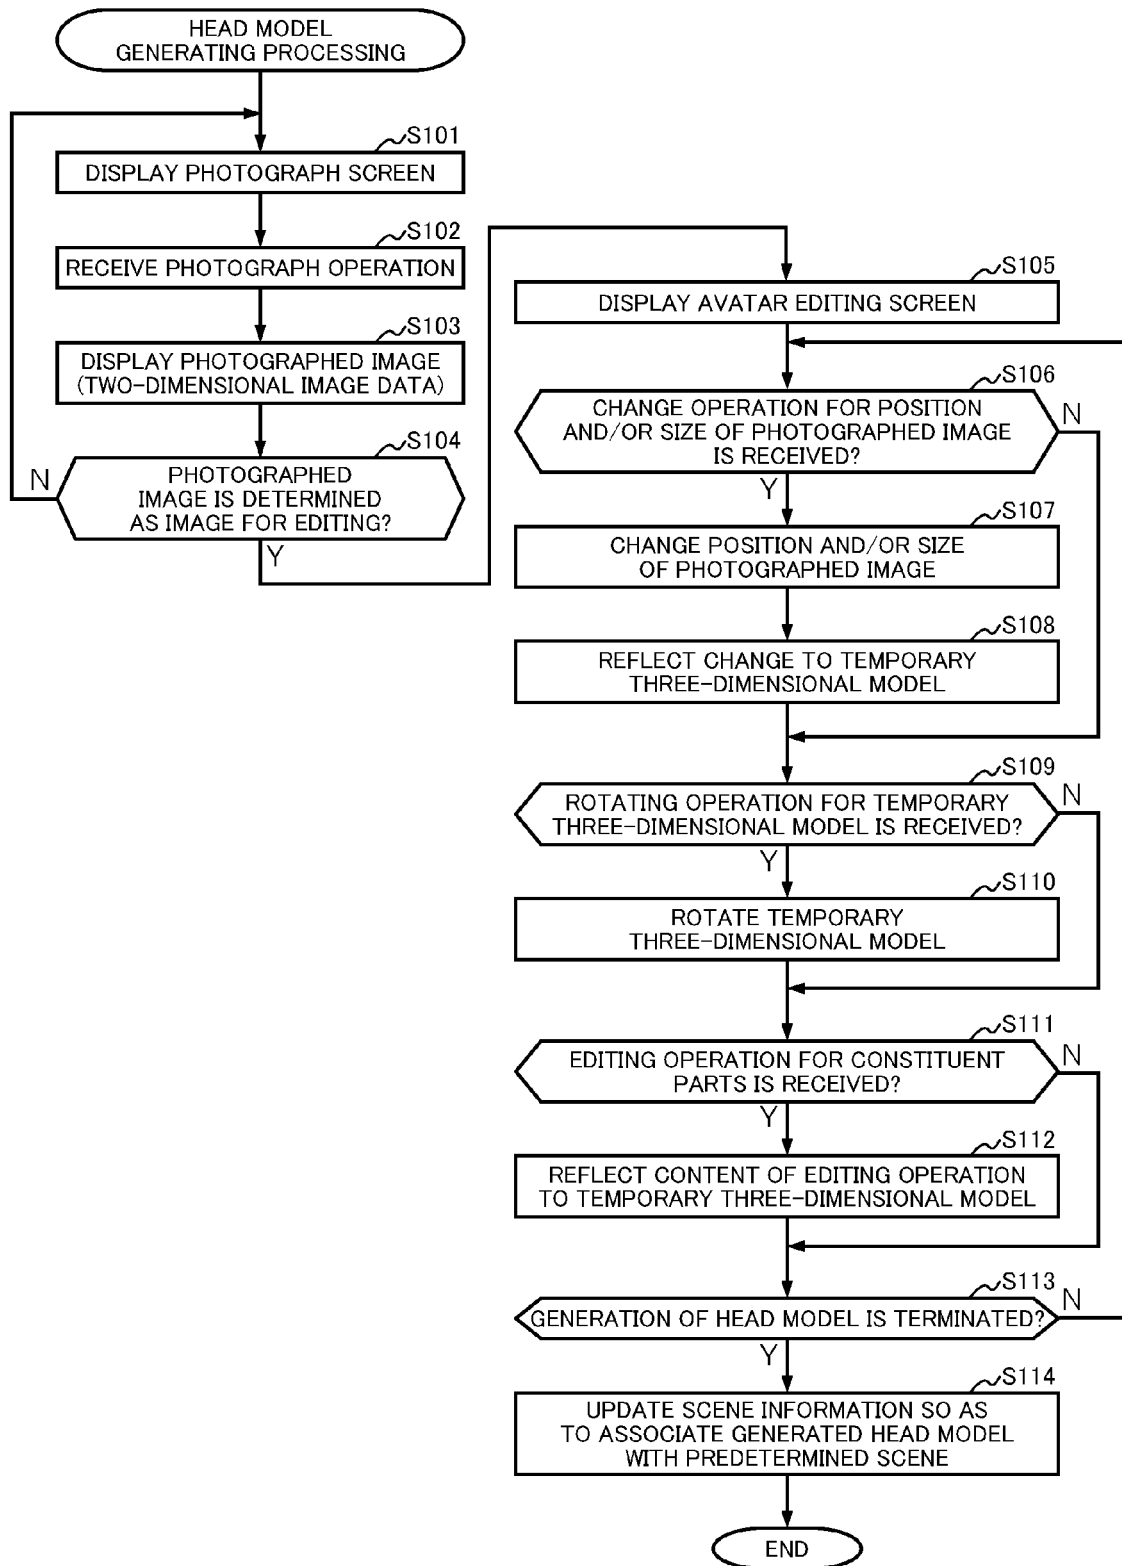 HEAD MODEL
GENERATING PROCESSING
S101
DISPLAY PHOTOGRAPH SCREEN
S102
RECEIVE PHOTOGRAPH OPERATION
S103
DISPLAY PHOTOGRAPHED IMAGE
(TWO-DIMENSIONAL IMAGE DATA)
S104
N
PHOTOGRAPHED
IMAGE IS DETERMINED
AS IMAGE FOR EDITING?
Y
S105
DISPLAY AVATAR EDITING SCREEN
S106
CHANGE OPERATION FOR POSITION
AND/OR SIZE OF PHOTOGRAPHED IMAGE
IS RECEIVED?
N
Y
S107
CHANGE POSITION AND/OR SIZE
OF PHOTOGRAPHED IMAGE
S108
REFLECT CHANGE TO TEMPORARY
THREE-DIMENSIONAL MODEL
S109
ROTATING OPERATION FOR TEMPORARY
THREE-DIMENSIONAL MODEL IS RECEIVED?
N
Y
S110
ROTATE TEMPORARY
THREE-DIMENSIONAL MODEL
S111
EDITING OPERATION FOR CONSTITUENT
PARTS IS RECEIVED?
N
Y
S112
REFLECT CONTENT OF EDITING OPERATION
TO TEMPORARY THREE-DIMENSIONAL MODEL
S113
GENERATION OF HEAD MODEL IS TERMINATED?
N
Y
S114
UPDATE SCENE INFORMATION SO AS
TO ASSOCIATE GENERATED HEAD MODEL
WITH PREDETERMINED SCENE
END